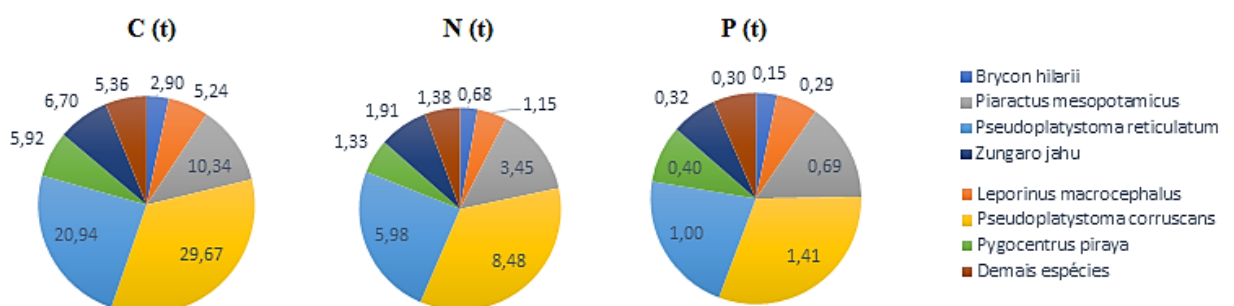 C (t)
N (t)
P (t)
5,36
2,90
5,24
6,70
5,92
10,34
20,94
29,67
1,38
0,68
1,15
1,91
1,33
3,45
5,98
8,48
0,30
0,15
0,29
0,32
0,40
0,69
1,00
1,41
Brycon hilarii
Piaractus mesopotamicus
Pseudoplatystoma reticulatum
Zungaro jahu
Leporinus macrocephalus
Pseudoplatystoma corruscans
Pygocentrus piraya
Demais espécies